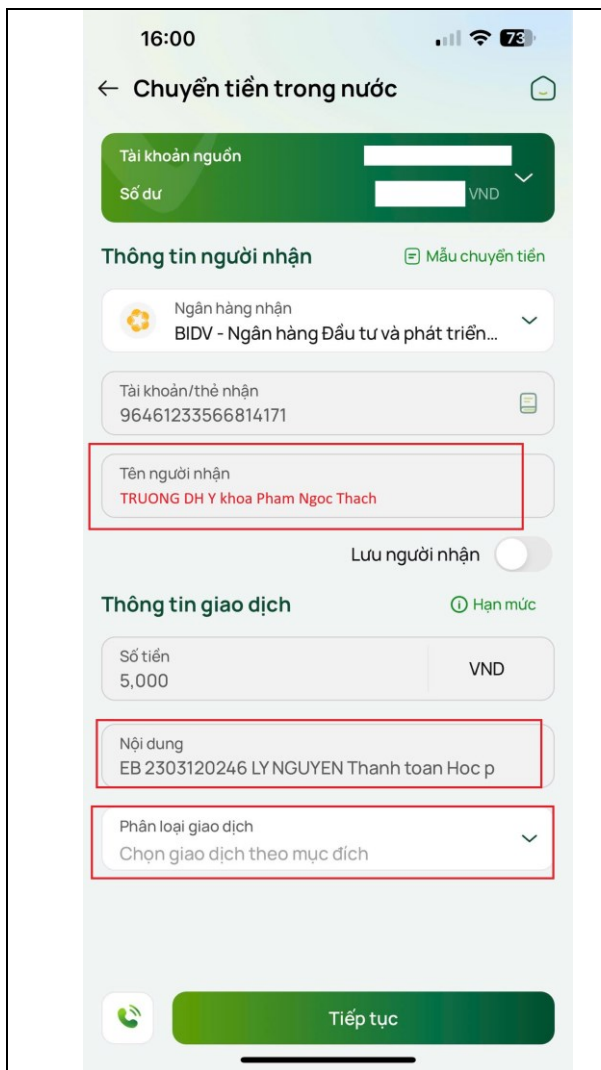 16:00
73
Chuyển tiền trong nước
Tài khoản nguồn
Số dư
VND
Thông tin người nhận
Mẫu chuyển tiền
Ngân hàng nhận
BIDV - Ngân hàng Đầu tư và phát triển...
Tài khoản/thẻ nhận
96461233566814171
Tên người nhận
TRUONG DH Y khoa Pham Ngoc Thach
Lưu người nhận
Thông tin giao dịch
Hạn mức
Số tiền
5,000
VND
Nội dung
EB 2303120246 LY NGUYEN Thanh toan Hoc p
Phân loại giao dịch
Chọn giao dịch theo mục đích
Tiếp tục